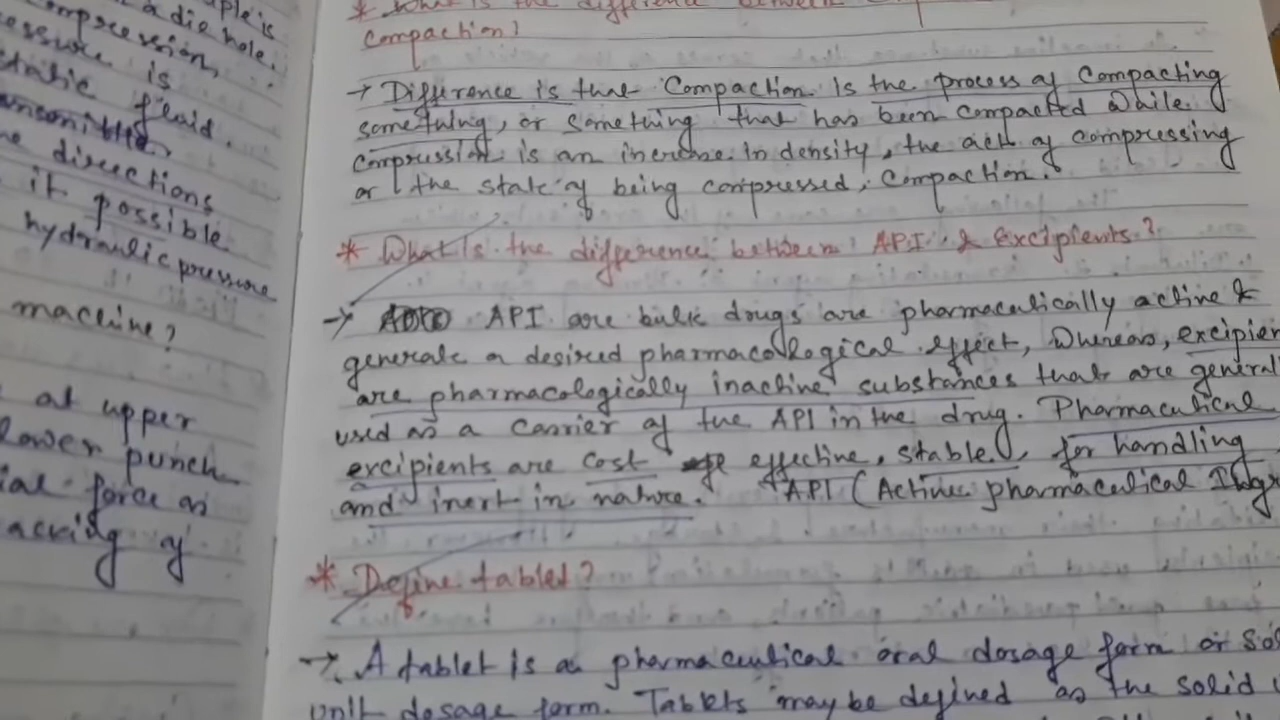 a die hole.
compression,
is
static fluid.
directions
it possible
hydraulic pressure
machine?
at upper
lower punch
force as
* What is the difference between
Compaction?
→ Difference is that Compaction Is the process of Compacting
something, or something that has been compacted while
compression is an increase in density, the act of compressing
or the state of being compressed; Compaction.
* What Is the difference between API & Excipients?
→ API are bulk drugs are pharmaceutically active &
generate a desired pharmacological effect, Whereas, excipien
are pharmacologically inactive substances that are general
used as a carrier of the API in the drug. Pharmaceutical
excipients are cost effective, stable, for handling
and inert in nature. API (Active pharmaceutical Ingr
* Define tablet?
→ A tablet is a pharmaceutical oral dosage form or so
unit dosage form. Tablets may be defined as the solid u